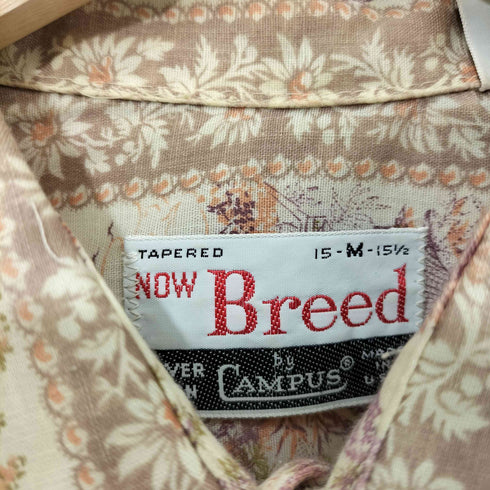 TAPERED 15-M-15½
NOW Breed
by
CAMPUS®